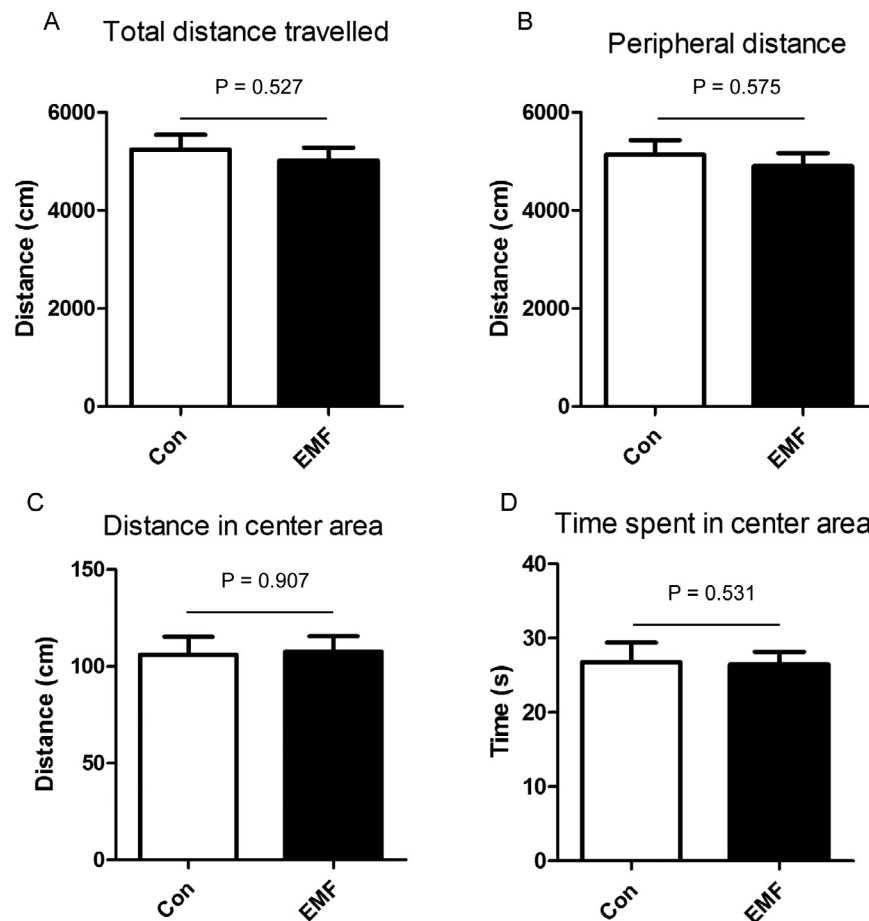 A
Total distance travelled
P = 0.527
6000
4000
2000
0
Distance (cm)
Con
EMF
B
Peripheral distance
P = 0.575
6000
4000
2000
0
Distance (cm)
Con
EMF
C
Distance in center area
P = 0.907
150
100
50
0
Distance (cm)
Con
EMF
D
Time spent in center area
P = 0.531
40
30
20
10
0
Time (s)
Con
EMF